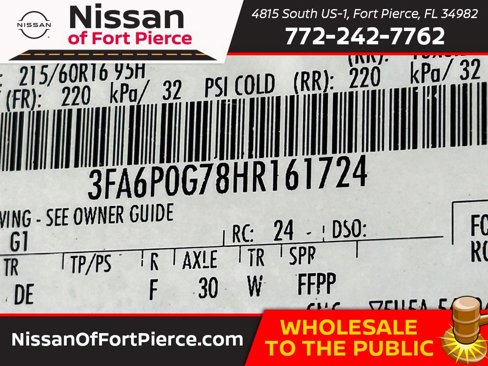 NISSAN
Nissan
of Fort Pierce
4815 South US-1, Fort Pierce, FL 34982
772-242-7762
215/60R16 95H
(RR):
(FR): 220 kPa/ 32 PSI COLD (RR): 220 kPa/ 32
3FA6P0G78HR161724
- SEE OWNER GUIDE
G1 RC: 24 DSO:
TR TP/PS R AXLE TR SPR
DE F 30 W FFPP
NissanOfFortPierce.com
WHOLESALE
TO THE PUBLIC